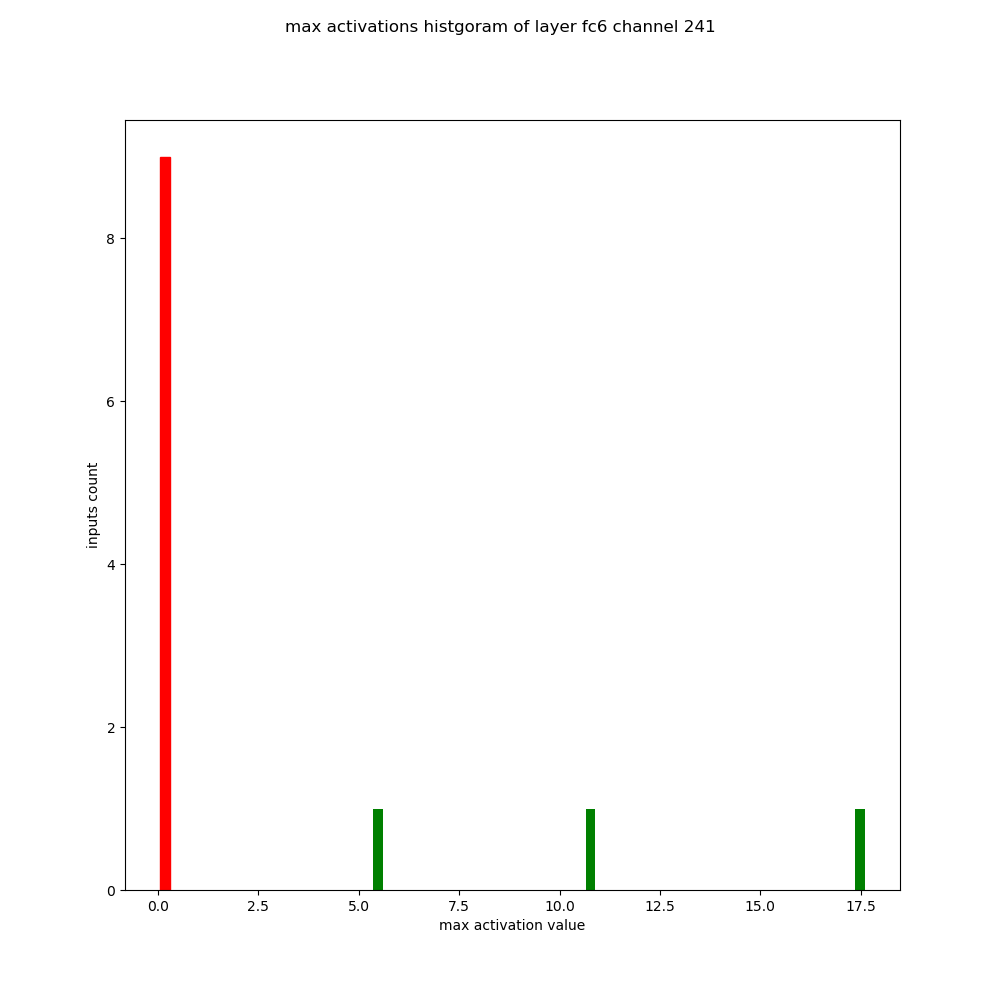 max activations histgoram of layer fc6 channel 241
8
6
4
2
0
inputs count
0.0 2.5 5.0 7.5 10.0 12.5 15.0 17.5
max activation value